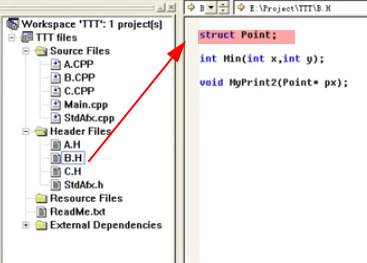 Workspace 'TTT': 1 project(s)
TTT files
Source Files
A.CPP
B.CPP
C.CPP
Main.cpp
StdAfx.cpp
Header Files
A.H
B.H
C.H
StdAfx.h
Resource Files
ReadMe.txt
External Dependencies
B
E:\Project\TTT\B.H
struct Point;
int Min(int x,int y);
void MyPrint2(Point* px);